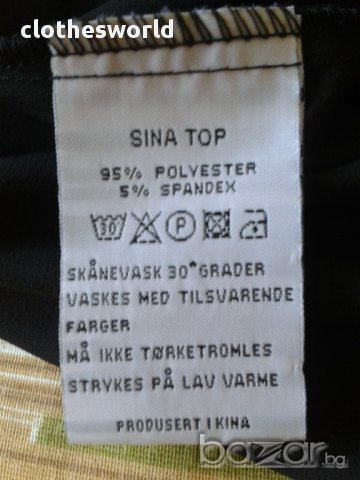 clothesworld
SINA TOP
95% POLYESTER
5% SPANDEX
30 P
SKÅNEVASK 30° GRADER
VASKES MED TILSVARENDE
FARGER
MÅ IKKE TØRKETROMLES
STRYKES PÅ LAV VARME
PRODUSERT I KINA
bazar.bg